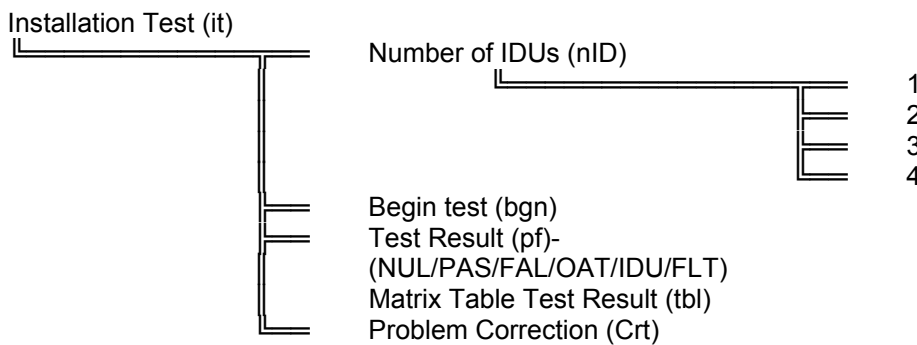 Installation Test (it)
Number of IDUs (nID)
1
2
3
4
Begin test (bgn)
Test Result (pf)-
(NUL/PAS/FAL/OAT/IDU/FLT)
Matrix Table Test Result (tbl)
Problem Correction (Crt)